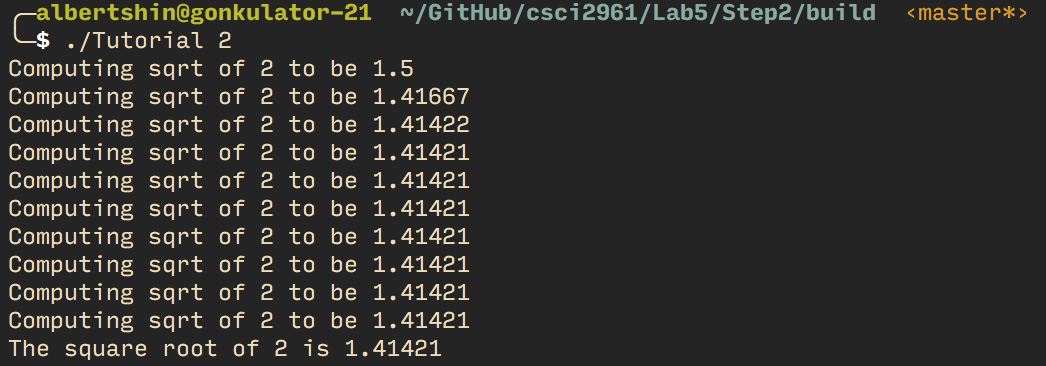 albertshin@gonkulator-21 ~/GitHub/csci2961/Lab5/Step2/build ‹master*›
$ ./Tutorial 2
Computing sqrt of 2 to be 1.5
Computing sqrt of 2 to be 1.41667
Computing sqrt of 2 to be 1.41422
Computing sqrt of 2 to be 1.41421
Computing sqrt of 2 to be 1.41421
Computing sqrt of 2 to be 1.41421
Computing sqrt of 2 to be 1.41421
Computing sqrt of 2 to be 1.41421
Computing sqrt of 2 to be 1.41421
Computing sqrt of 2 to be 1.41421
The square root of 2 is 1.41421